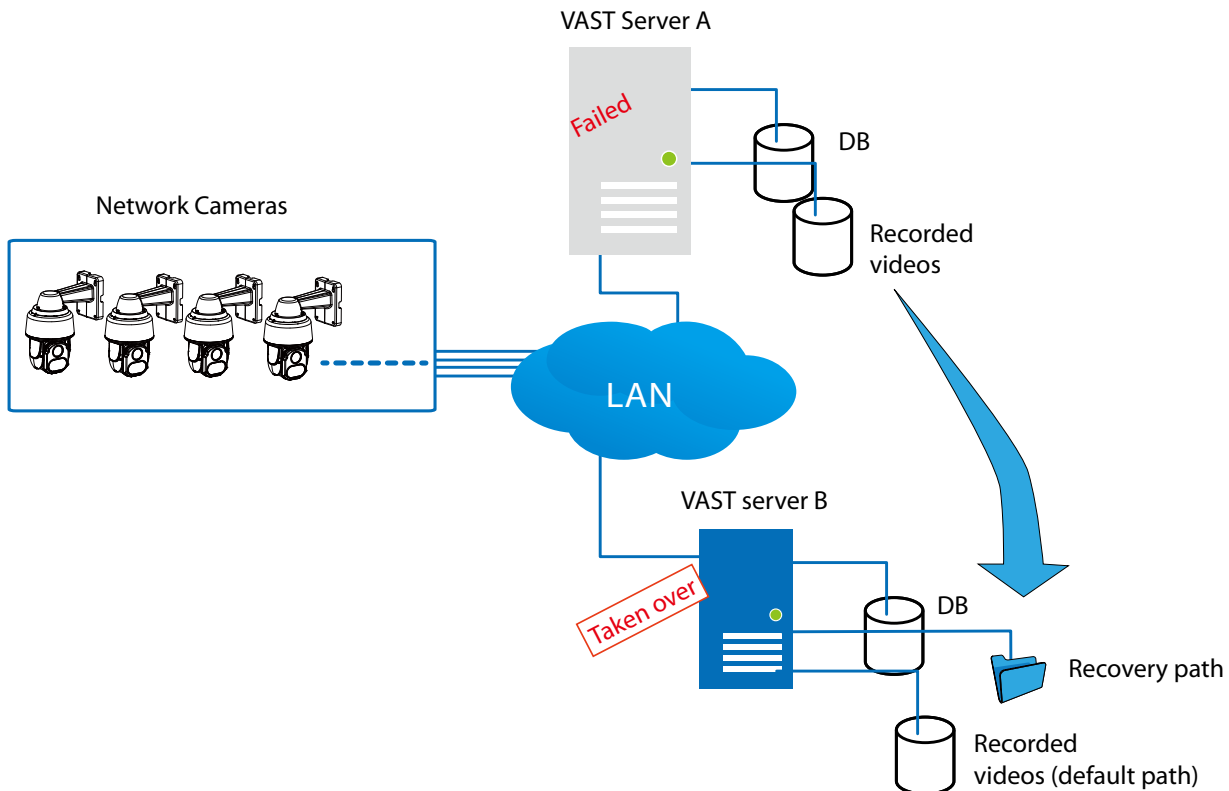 VAST Server A
Failed
DB
Recorded
videos
Network Cameras
LAN
VAST server B
Taken over
DB
Recovery path
Recorded
videos (default path)